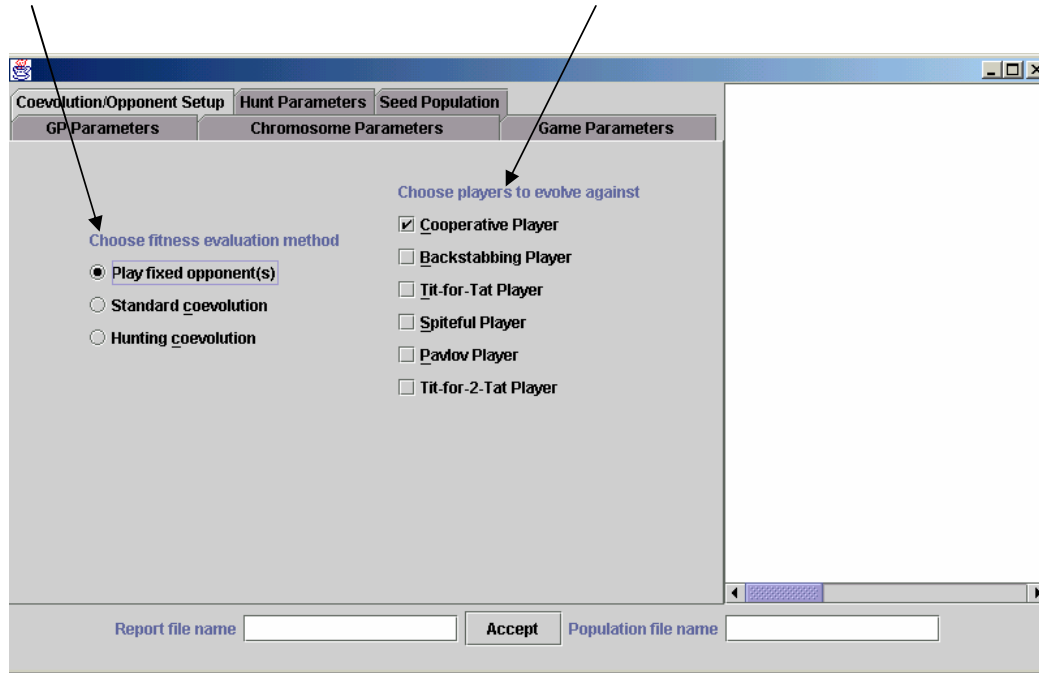 Coevolution/Opponent Setup Hunt Parameters Seed Population
GP Parameters Chromosome Parameters Game Parameters
Choose fitness evaluation method
Play fixed opponent(s)
Standard coevolution
Hunting coevolution
Choose players to evolve against
Cooperative Player
Backstabbing Player
Tit-for-Tat Player
Spiteful Player
Pavlov Player
Tit-for-2-Tat Player
Report file name Accept Population file name